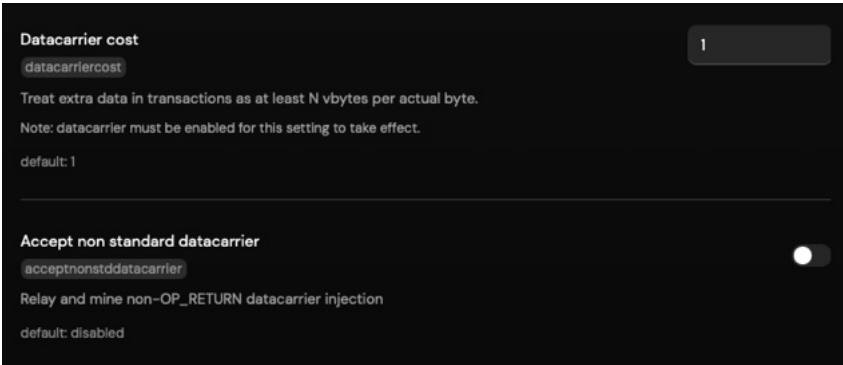 Datacarrier cost
1
datacarriercost
Treat extra data in transactions as at least N vbytes per actual byte.
Note: datacarrier must be enabled for this setting to take effect.
default: 1
Accept non standard datacarrier
acceptnonstddatacarrier
Relay and mine non-OP_RETURN datacarrier injection
default: disabled